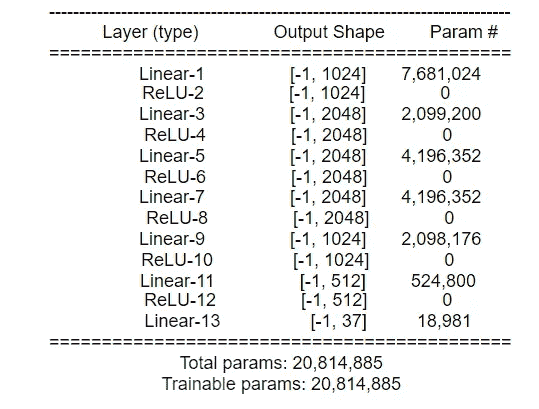 --------------------------------------------------------------------------------
Layer (type) Output Shape Param #
================================================
Linear-1 [-1, 1024] 7,681,024
ReLU-2 [-1, 1024] 0
Linear-3 [-1, 2048] 2,099,200
ReLU-4 [-1, 2048] 0
Linear-5 [-1, 2048] 4,196,352
ReLU-6 [-1, 2048] 0
Linear-7 [-1, 2048] 4,196,352
ReLU-8 [-1, 2048] 0
Linear-9 [-1, 1024] 2,098,176
ReLU-10 [-1, 1024] 0
Linear-11 [-1, 512] 524,800
ReLU-12 [-1, 512] 0
Linear-13 [-1, 37] 18,981
================================================
Total params: 20,814,885
Trainable params: 20,814,885